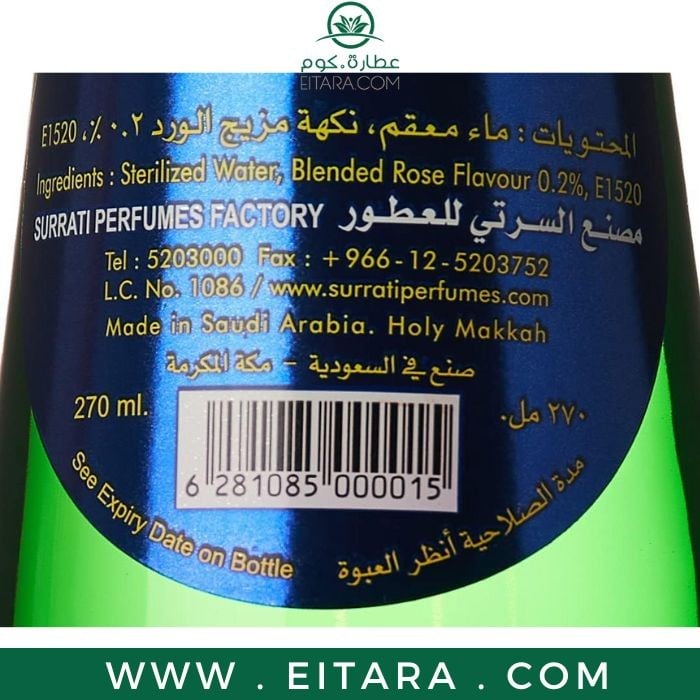 عطارة.كوم
EITARA.COM
المحتويات : ماء معقم، نكهة مزيج الورد ٠.٢ ٪، E1520
Ingredients : Sterilized Water, Blended Rose Flavour 0.2%, E1520
SURRATI PERFUMES FACTORY مصنع السرتي للعطور
Tel : 5203000 Fax : +966-12-5203752
L.C. No. 1086 / www.surratiperfumes.com
Made in Saudi Arabia. Holy Makkah
صنع في السعودية - مكة المكرمة
270 ml. ٢٧٠ مل.
6 281085 000015
See Expiry Date on Bottle
مدة الصلاحية أنظر العبوة
WWW . EITARA . COM